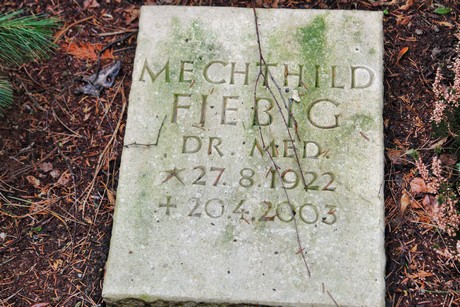 MECHTHILD
FIEBIG
DR. MED.
* 27.8.1922
+ 20.4.2003